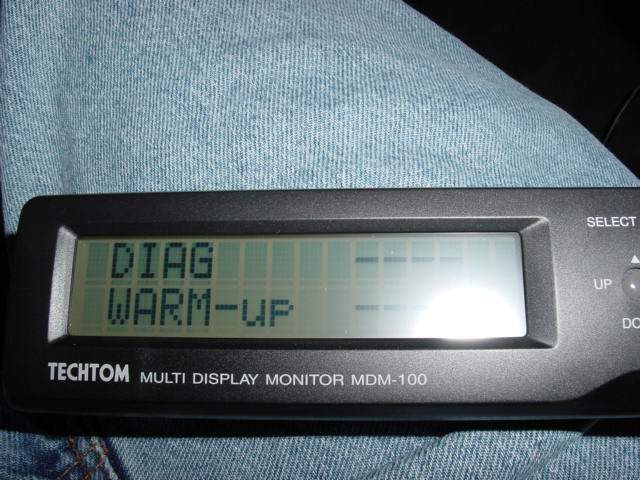 DIAG ----
WARM-up ----
TECHTOM MULTI DISPLAY MONITOR MDM-100
SELECT
UP